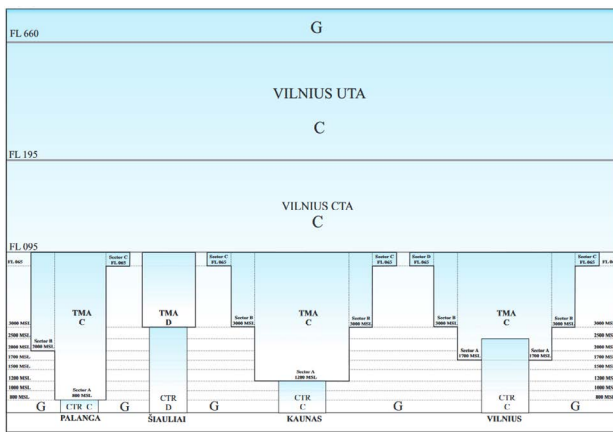 G
FL 660
VILNIUS UTA
C
FL 195
VILNIUS CTA
C
FL 095
Sector C
FL 065
Sector C
FL 065
Sector C
FL 065
Sector D
FL 065
Sector C
FL 065
FL 065
TMA
C
TMA
D
TMA
C
TMA
C
3000 MSL
2500 MSL
2000 MSL
1700 MSL
1500 MSL
1200 MSL
1000 MSL
800 MSL
Sector B
2000 MSL
Sector B
3000 MSL
Sector B
3000 MSL
Sector B
3000 MSL
Sector B
3000 MSL
3000 MSL
2500 MSL
2000 MSL
1700 MSL
1500 MSL
1200 MSL
1000 MSL
800 MSL
Sector A
1700 MSL
Sector A
1700 MSL
Sector A
800 MSL
Sector A
1200 MSL
G
CTR C
G
CTR
D
G
CTR
C
G
CTR
C
G
PALANGA
ŠIAULIAI
KAUNAS
VILNIUS